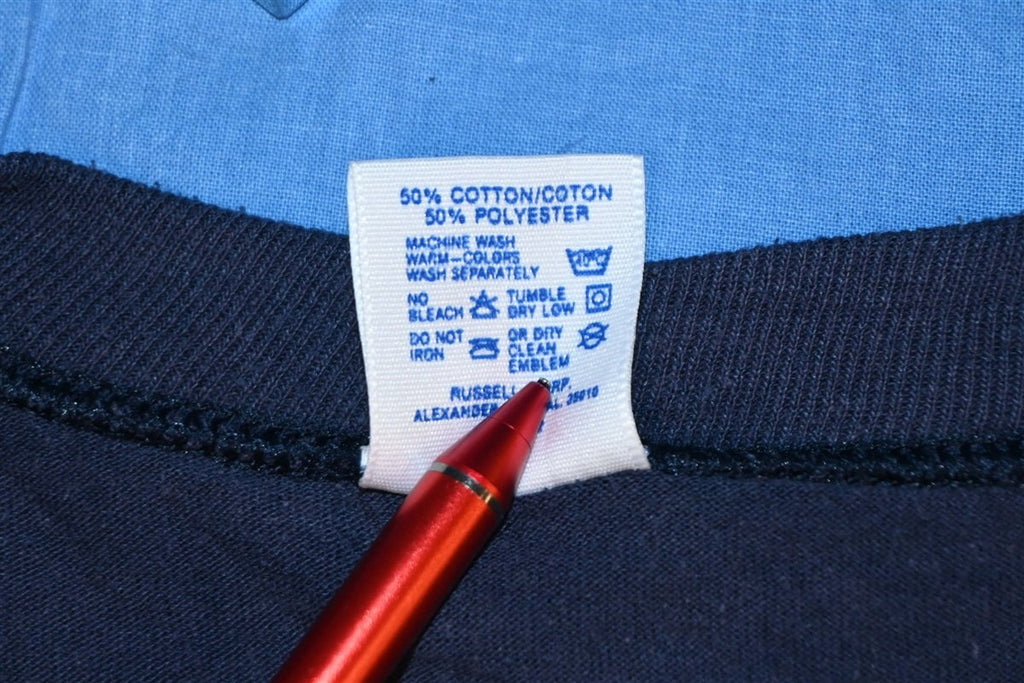 50% COTTON/COTON
50% POLYESTER
MACHINE WASH
WARM-COLORS
WASH SEPARATELY
NO
BLEACH
TUMBLE
DRY LOW
DO NOT
IRON
OR DRY
CLEAN
EMBLEM
RUSSELL
AL 35010